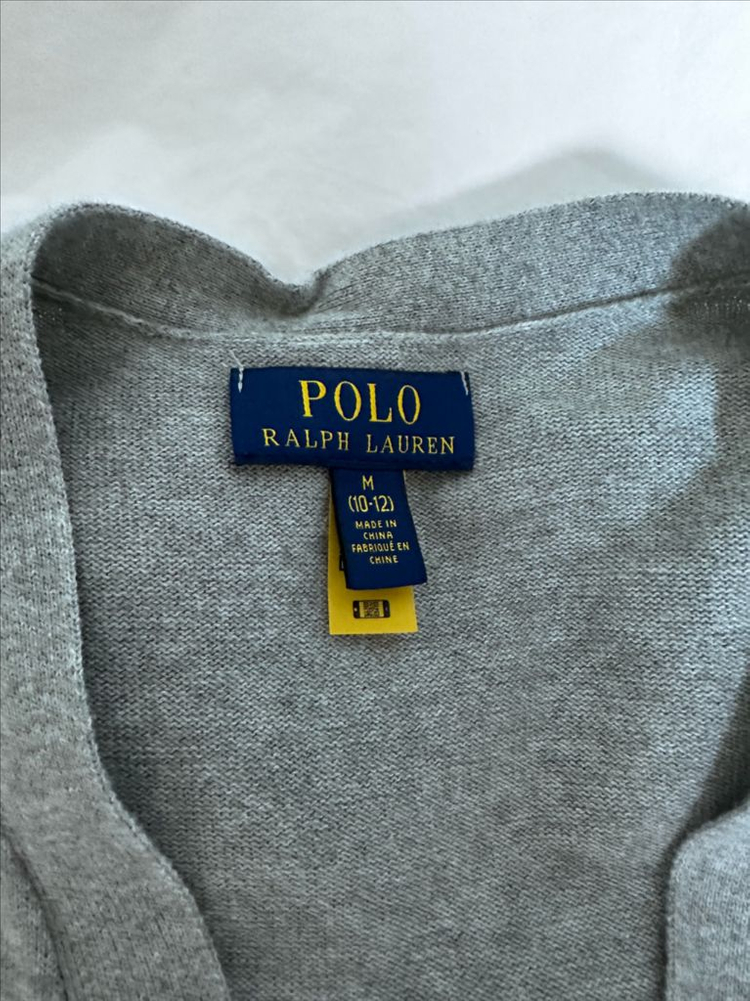 POLO
RALPH LAUREN
M
(10-12)
MADE IN
CHINA
FABRIQUÉ EN
CHINE